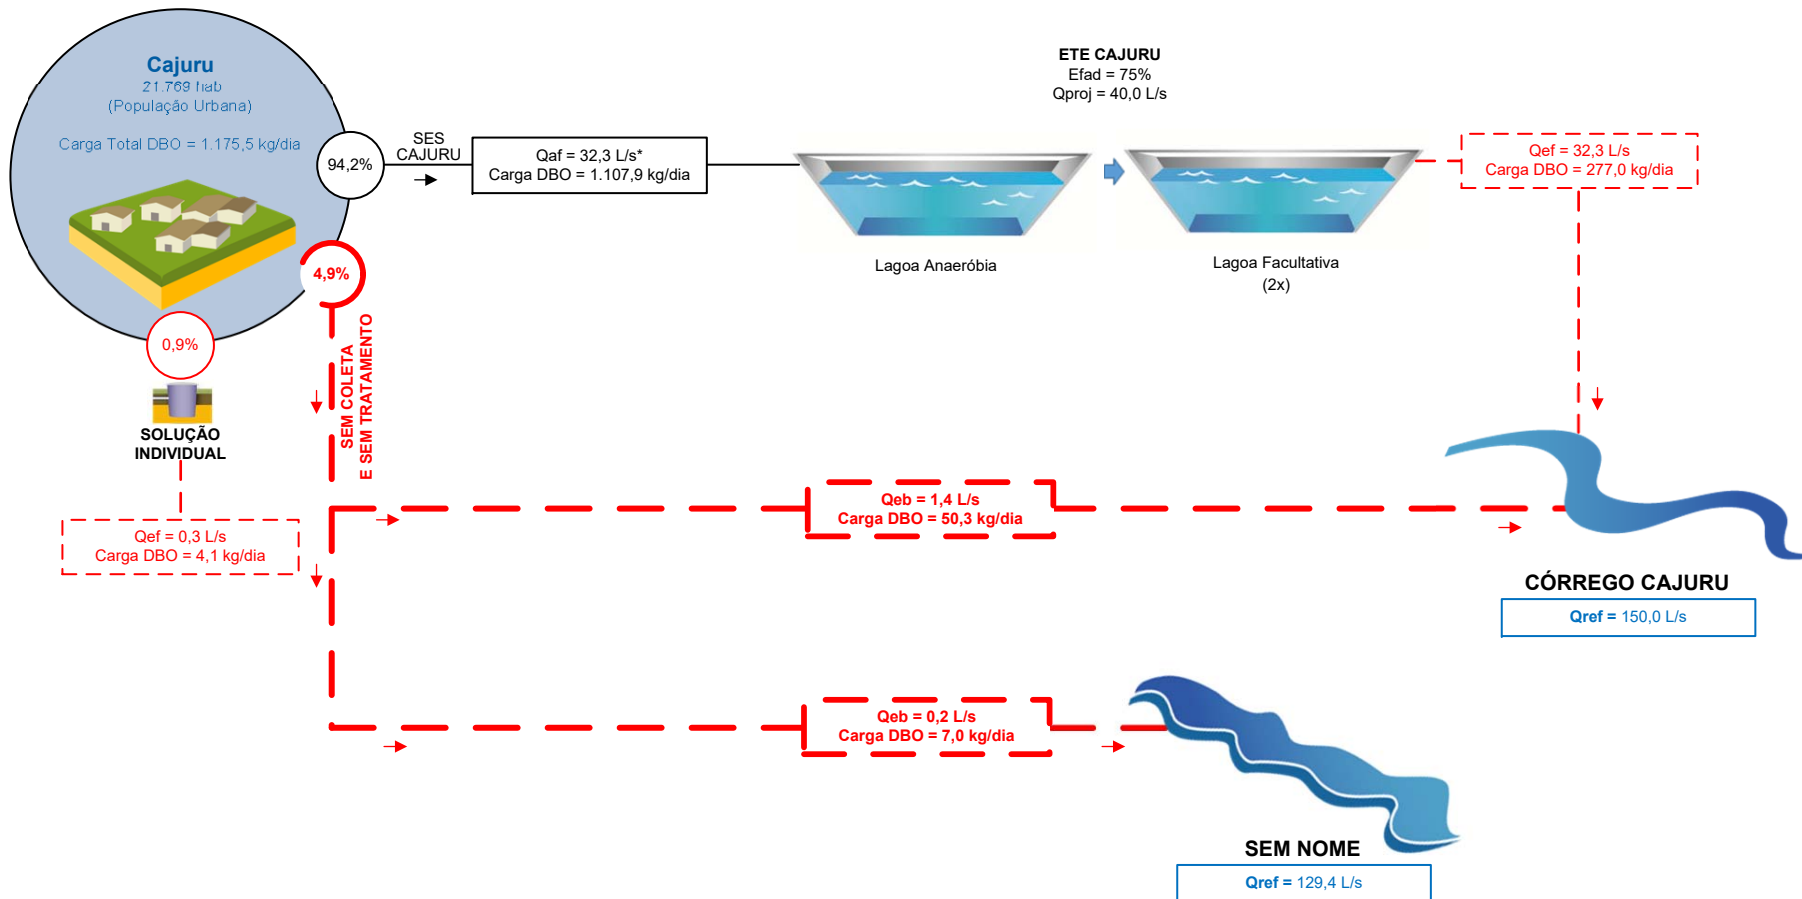 Cajuru
21.769 hab
(População Urbana)
Carga Total DBO = 1.175,5 kg/dia
94,2%
SES
CAJURU
Qaf = 32,3 L/s*
Carga DBO = 1.107,9 kg/dia
ETE CAJURU
Efad = 75%
Qproj = 40,0 L/s
Lagoa Anaeróbia
Lagoa Facultativa
(2x)
Qef = 32,3 L/s
Carga DBO = 277,0 kg/dia
4,9%
SEM COLETA
E SEM TRATAMENTO
0,9%
SOLUÇÃO
INDIVIDUAL
Qef = 0,3 L/s
Carga DBO = 4,1 kg/dia
Qeb = 1,4 L/s
Carga DBO = 50,3 kg/dia
CÓRREGO CAJURU
Qref = 150,0 L/s
Qeb = 0,2 L/s
Carga DBO = 7,0 kg/dia
SEM NOME
Qref = 129,4 L/s